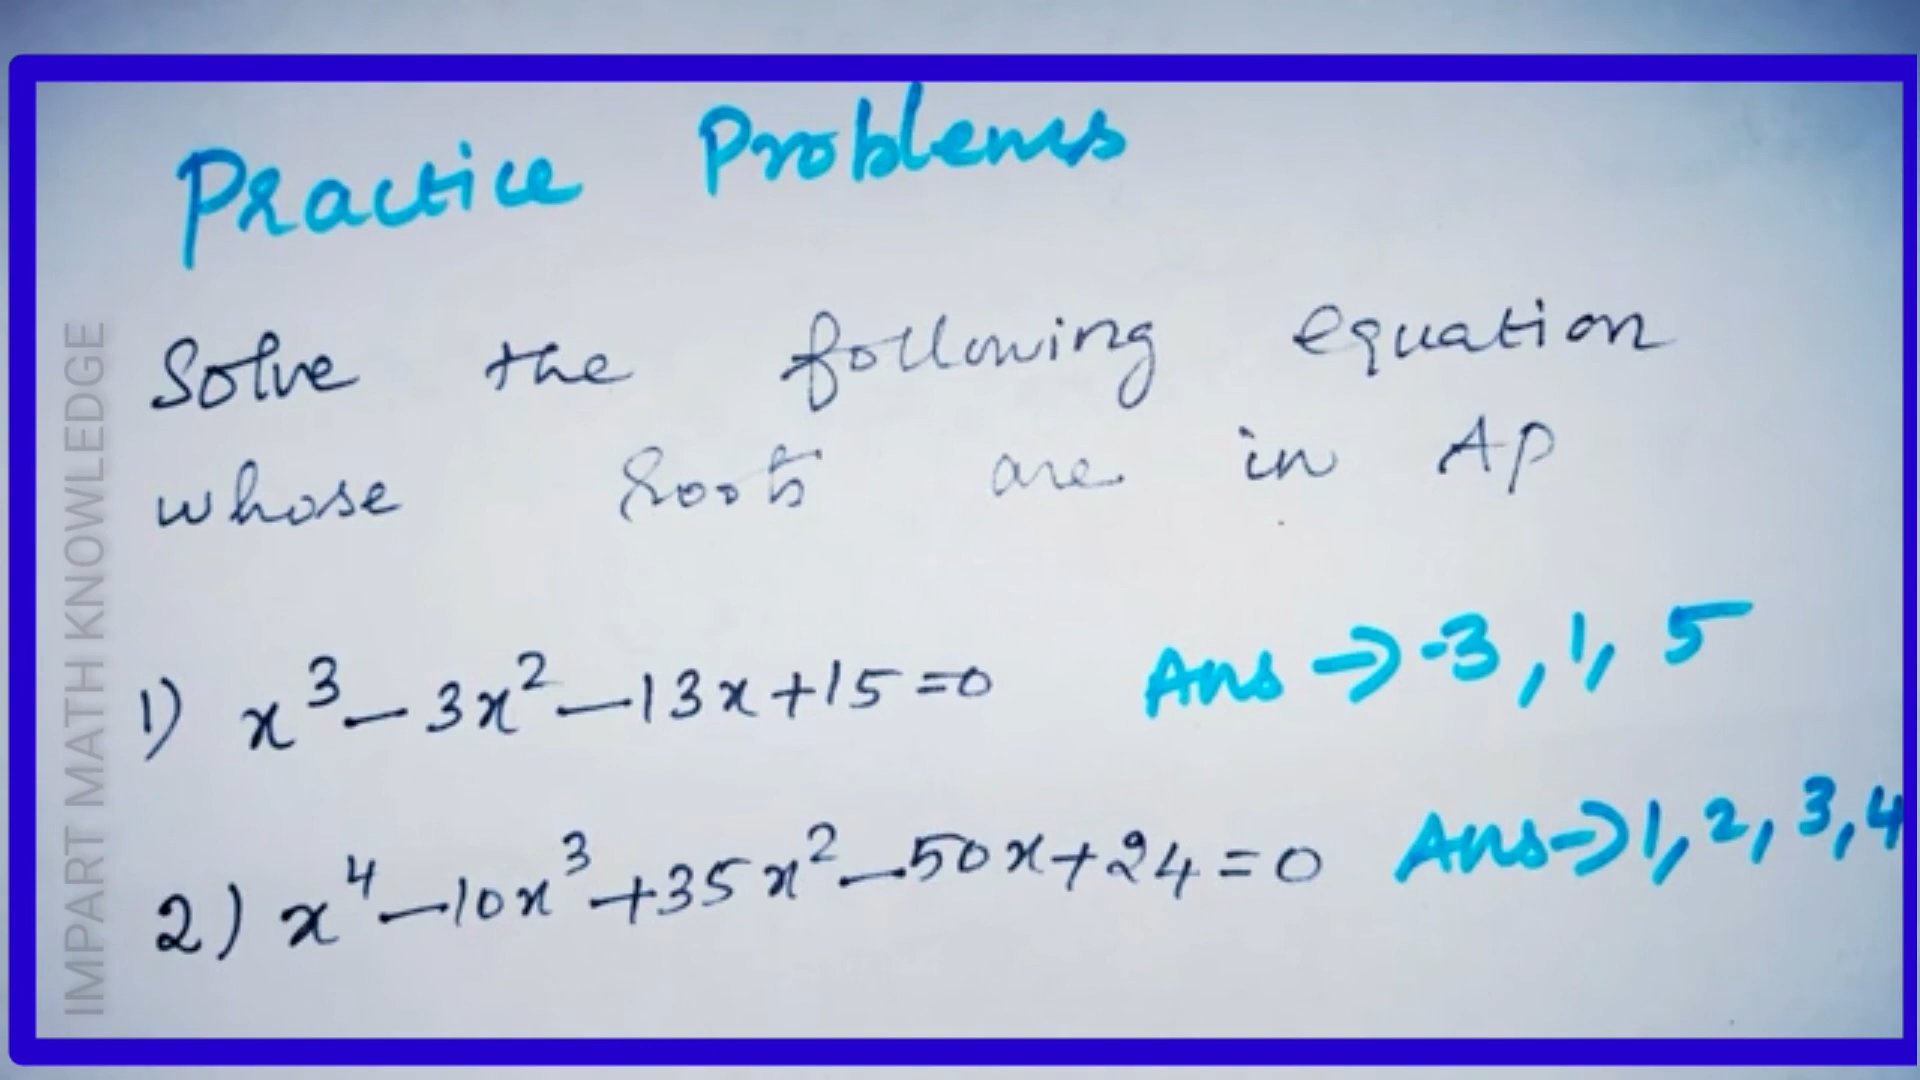 Practice Problems
Solve the following equation
whose roots are in AP
1) x³ - 3x² - 13x + 15 = 0 Ans → -3, 1, 5
2) x⁴ - 10x³ + 35x² - 50x + 24 = 0 Ans → 1, 2, 3, 4
IMPART MATH KNOWLEDGE